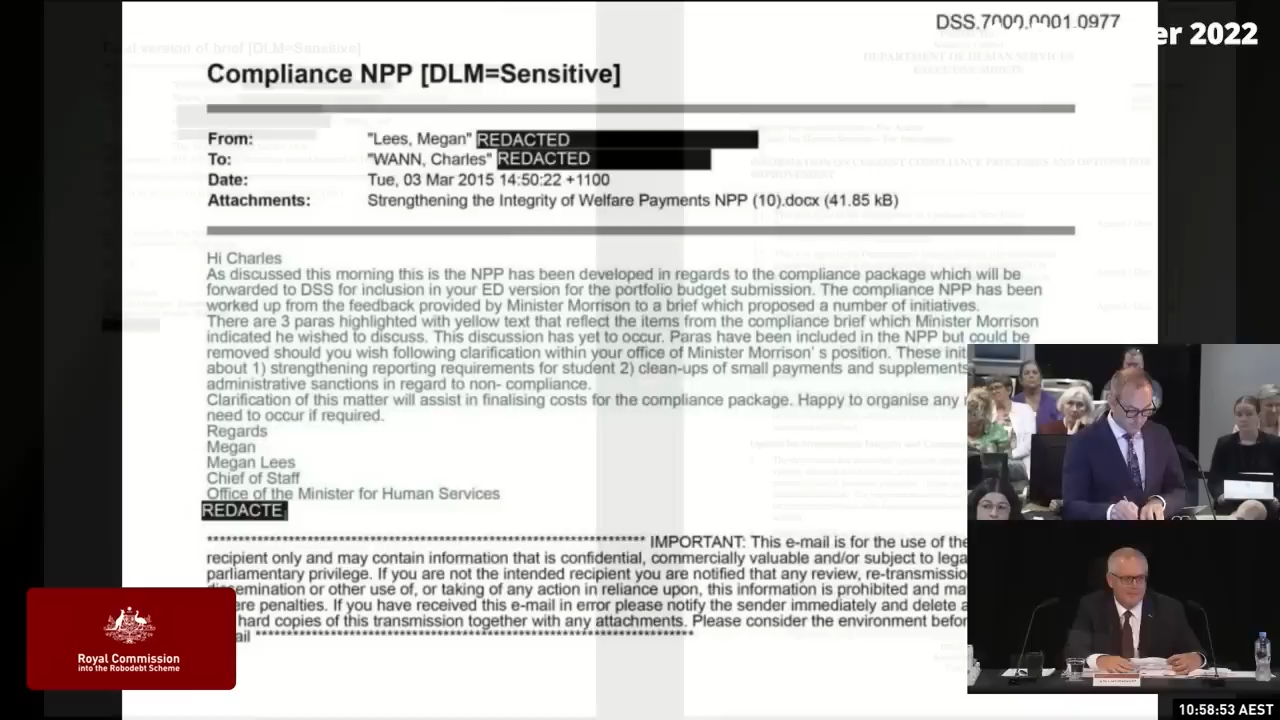 DSS.7000.0001.0977
er 2022
Compliance NPP [DLM=Sensitive]
From: "Lees, Megan" REDACTED
To: "WANN, Charles" REDACTED
Date: Tue, 03 Mar 2015 14:50:22 +1100
Attachments: Strengthening the Integrity of Welfare Payments NPP (10).docx (41.85 kB)
Hi Charles
As discussed this morning this is the NPP has been developed in regards to the compliance package which will be
forwarded to DSS for inclusion in your ED version for the portfolio budget submission. The compliance NPP has been
worked up from the feedback provided by Minister Morrison to a brief which proposed a number of initiatives.
There are 3 paras highlighted with yellow text that reflect the items from the compliance brief which Minister Morrison
indicated he wished to discuss. This discussion has yet to occur. Paras have been included in the NPP but could be
removed should you wish following clarification within your office of Minister Morrison' s position. These init
about 1) strengthening reporting requirements for student 2) clean-ups of small payments and supplements
administrative sanctions in regard to non- compliance.
Clarification of this matter will assist in finalising costs for the compliance package. Happy to organise any
need to occur if required.
Regards
Megan
Megan Lees
Chief of Staff
Office of the Minister for Human Services
REDACTE
******************************************************************************* IMPORTANT: This e-mail is for the use of the
recipient only and may contain information that is confidential, commercially valuable and/or subject to lega
parliamentary privilege. If you are not the intended recipient you are notified that any review, re-transmissio
dissemination or other use of, or taking of any action in reliance upon, this information is prohibited and ma
ere penalties. If you have received this e-mail in error please notify the sender immediately and delete a
hard copies of this transmission together with any attachments. Please consider the environment befor
ail *******************************************************************************
Royal Commission
into the Robodebt Scheme
10:58:53 AEST